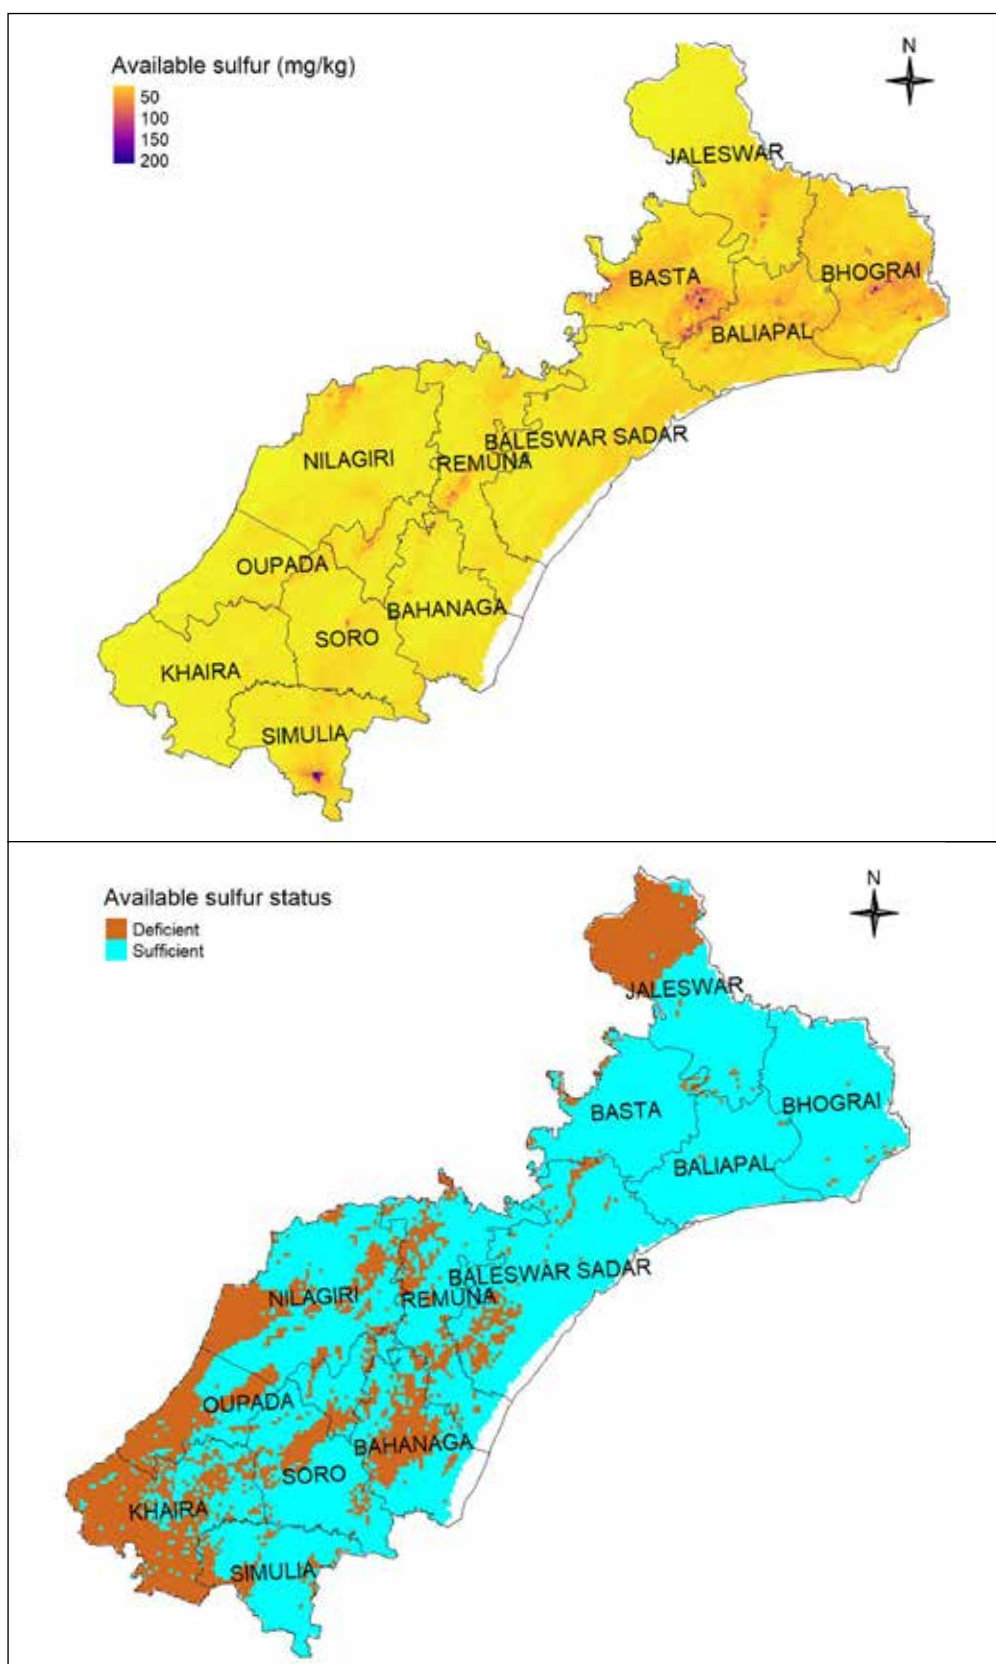 N
Available sulfur (mg/kg)
50
100
150
200
JALESWAR
BASTA
BHOGRAI
BALIAPAL
BALESWAR SADAR
NILAGIRI
REMUNA
OUPADA
BAHANAGA
SORO
KHAIRA
SIMULIA
N
Available sulfur status
Deficient
Sufficient
JALESWAR
BASTA
BHOGRAI
BALIAPAL
BALESWAR SADAR
NILAGIRI
REMUNA
OUPADA
BAHANAGA
SORO
KHAIRA
SIMULIA